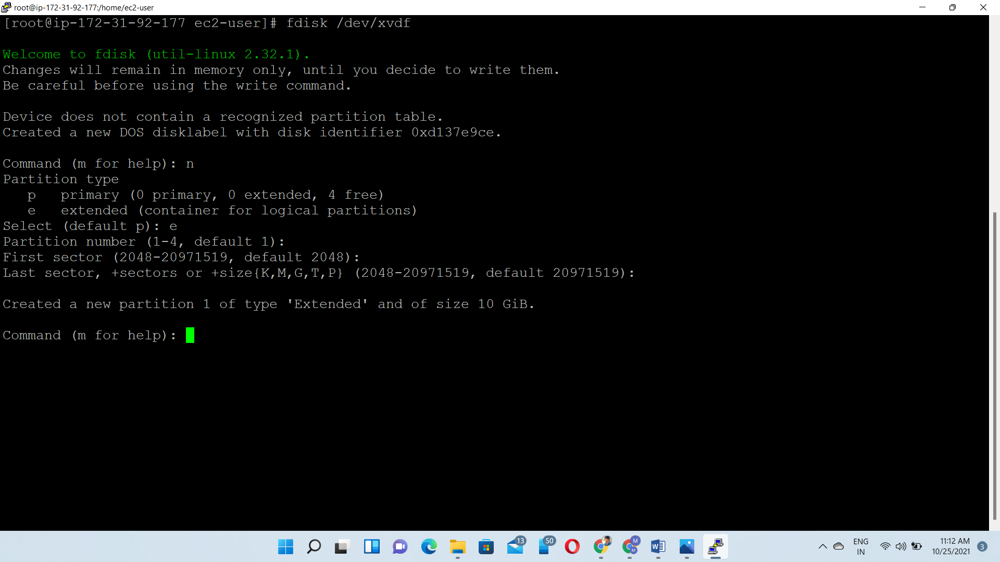 root@ip-172-31-92-177:/home/ec2-user
[root@ip-172-31-92-177 ec2-user]# fdisk /dev/xvdf
Welcome to fdisk (util-linux 2.32.1).
Changes will remain in memory only, until you decide to write them.
Be careful before using the write command.
Device does not contain a recognized partition table.
Created a new DOS disklabel with disk identifier 0xd137e9ce.
Command (m for help): n
Partition type
   p   primary (0 primary, 0 extended, 4 free)
   e   extended (container for logical partitions)
Select (default p): e
Partition number (1-4, default 1):
First sector (2048-20971519, default 2048):
Last sector, +sectors or +size{K,M,G,T,P} (2048-20971519, default 20971519):
Created a new partition 1 of type 'Extended' and of size 10 GiB.
Command (m for help):
13
50
M
M
W
ENG
IN
11:12 AM
10/25/2021
3